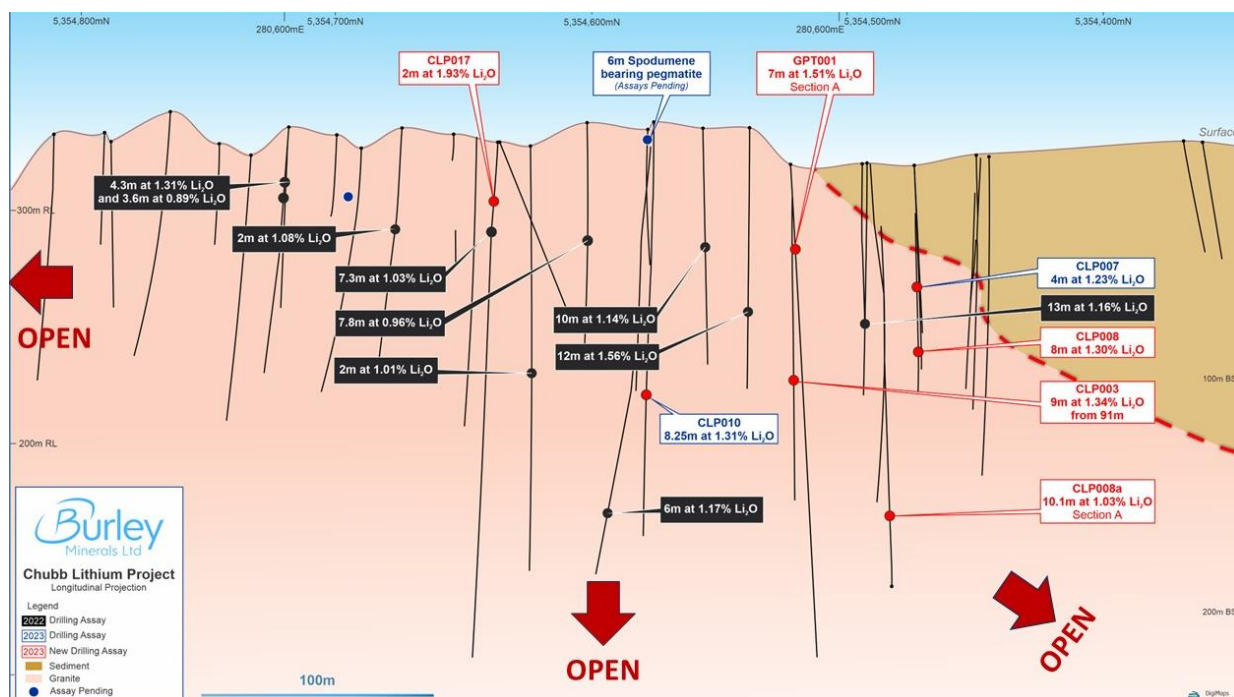 5,354,800mN
280,600mE
5,354,700mN
5,354,600mN
280,600mE
5,354,500mN
5,354,400mN
CLP017
2m at 1.93% Li₂O
6m Spodumene
bearing pegmatite
(Assays Pending)
GPT001
7m at 1.51% Li₂O
Section A
Surface
4.3m at 1.31% Li₂O
and 3.6m at 0.89% Li₂O
300m RL
2m at 1.08% Li₂O
7.3m at 1.03% Li₂O
7.8m at 0.96% Li₂O
2m at 1.01% Li₂O
10m at 1.14% Li₂O
12m at 1.56% Li₂O
CLP007
4m at 1.23% Li₂O
13m at 1.16% Li₂O
CLP008
8m at 1.30% Li₂O
CLP003
9m at 1.34% Li₂O
from 91m
100m BS
OPEN
CLP010
8.25m at 1.31% Li₂O
200m RL
6m at 1.17% Li₂O
CLP008a
10.1m at 1.03% Li₂O
Section A
200m BS
OPEN
OPEN
Burley
Minerals Ltd
Chubb Lithium Project
Longitudinal Projection
Legend
2022 Drilling Assay
2023 Drilling Assay
2023 New Drilling Assay
Sediment
Granite
Assay Pending
100m
DigiMaps